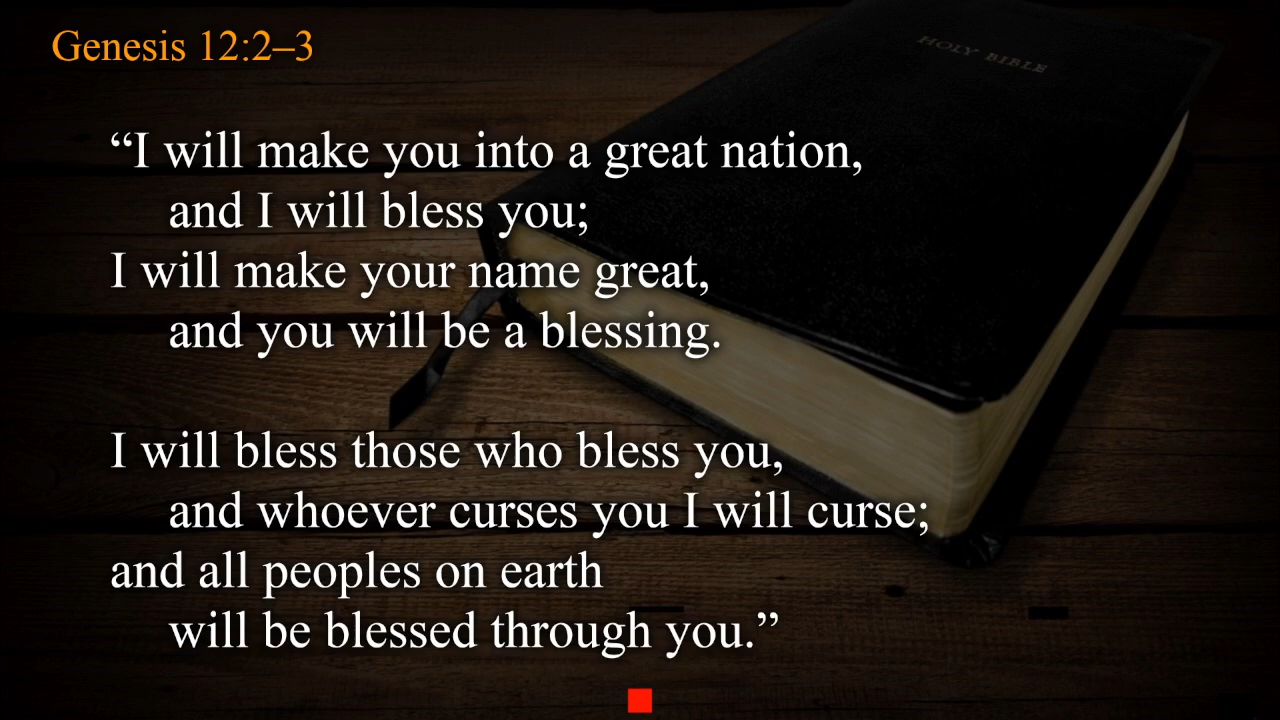 Genesis 12:2–3
HOLY BIBLE
“I will make you into a great nation,
and I will bless you;
I will make your name great,
and you will be a blessing.
I will bless those who bless you,
and whoever curses you I will curse;
and all peoples on earth
will be blessed through you.”